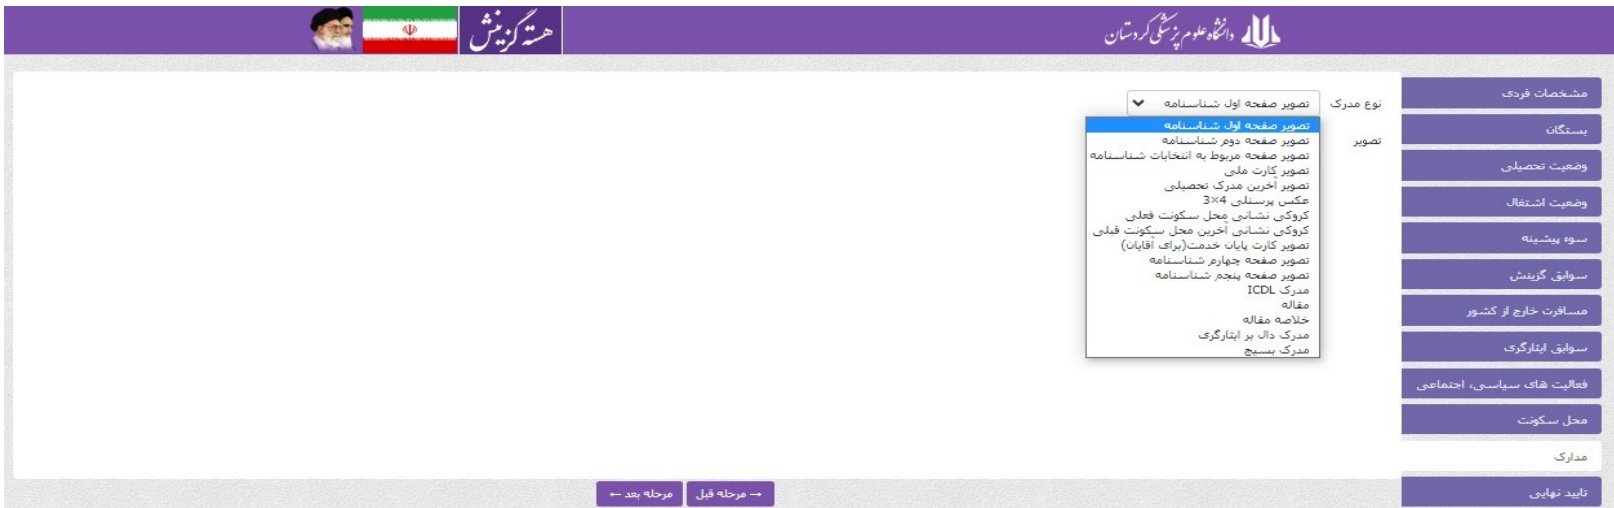 دانشگاه علوم پزشکی کردستان
هسته گزینش
مشخصات فردی
بستگان
وضعیت تحصیلی
وضعیت اشتغال
سوء پیشینه
سوابق گزینش
مسافرت خارج از کشور
سوابق ایثارگری
فعالیت های سیاسی، اجتماعی
محل سکونت
مدارک
تایید نهایی
نوع مدرک
تصویر صفحه اول شناسنامه
تصویر
تصویر صفحه اول شناسنامه
تصویر صفحه دوم شناسنامه
تصویر صفحه مربوط به انتخابات شناسنامه
تصویر کارت ملی
تصویر آخرین مدرک تحصیلی
عکس پرسنلی 4×3
کروکی نشانی محل سکونت فعلی
کروکی نشانی آخرین محل سکونت قبلی
تصویر کارت پایان خدمت(برای آقایان)
تصویر صفحه چهارم شناسنامه
تصویر صفحه پنجم شناسنامه
مدرک ICDL
مقاله
خلاصه مقاله
مدرک دال بر ایثارگری
مدرک بسیج
→ مرحله قبل
مرحله بعد ←